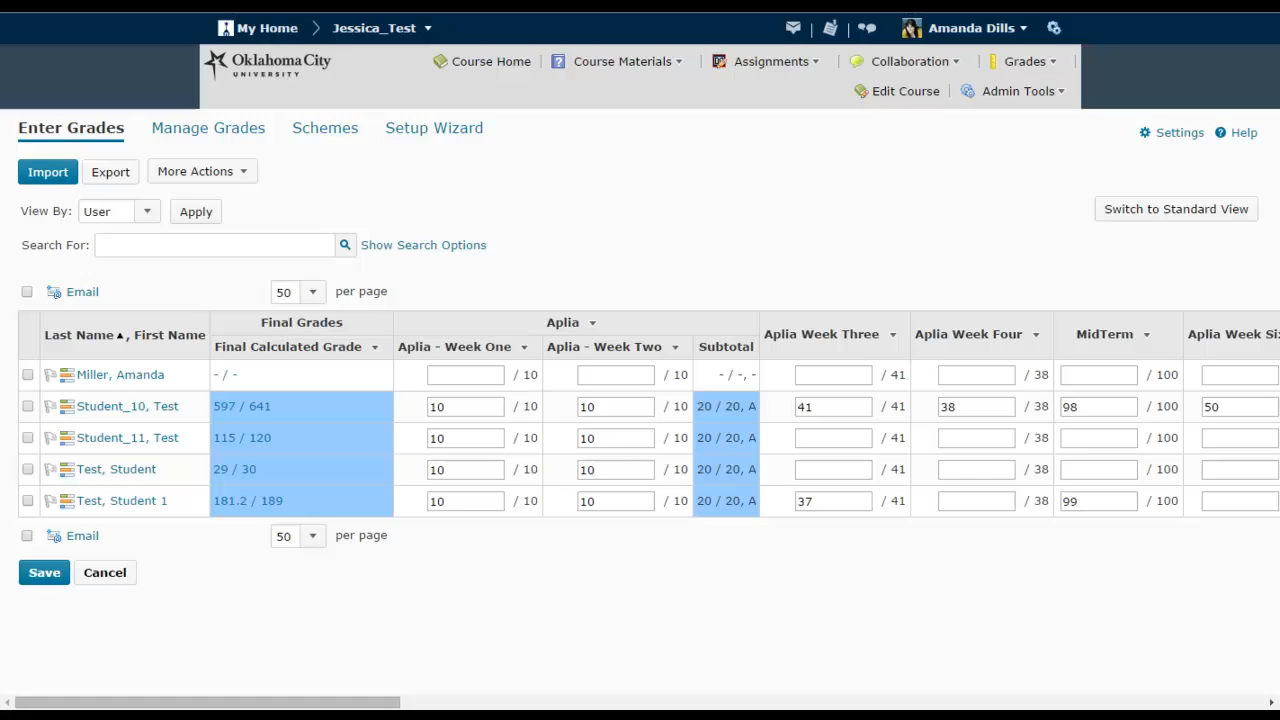 My Home Jessica_Test Amanda Dills
Oklahoma City
UNIVERSITY
Course Home Course Materials Assignments Collaboration Grades
Edit Course Admin Tools
Enter Grades Manage Grades Schemes Setup Wizard Settings Help
Import Export More Actions
View By: User Apply Switch to Standard View
Search For: Show Search Options
Email 50 per page
Final Grades Aplia
Last Name , First Name Final Calculated Grade Aplia - Week One Aplia - Week Two Subtotal Aplia Week Three Aplia Week Four MidTerm Aplia Week Six
Miller, Amanda - / - / 10 / 10 - / -, - / 41 / 38 / 100
Student_10, Test 597 / 641 10 / 10 10 / 10 20 / 20, A 41 / 41 38 / 38 98 / 100 50
Student_11, Test 115 / 120 10 / 10 10 / 10 20 / 20, A / 41 / 38 / 100
Test, Student 29 / 30 10 / 10 10 / 10 20 / 20, A / 41 / 38 / 100
Test, Student 1 181.2 / 189 10 / 10 10 / 10 20 / 20, A 37 / 41 / 38 99 / 100
Email 50 per page
Save Cancel